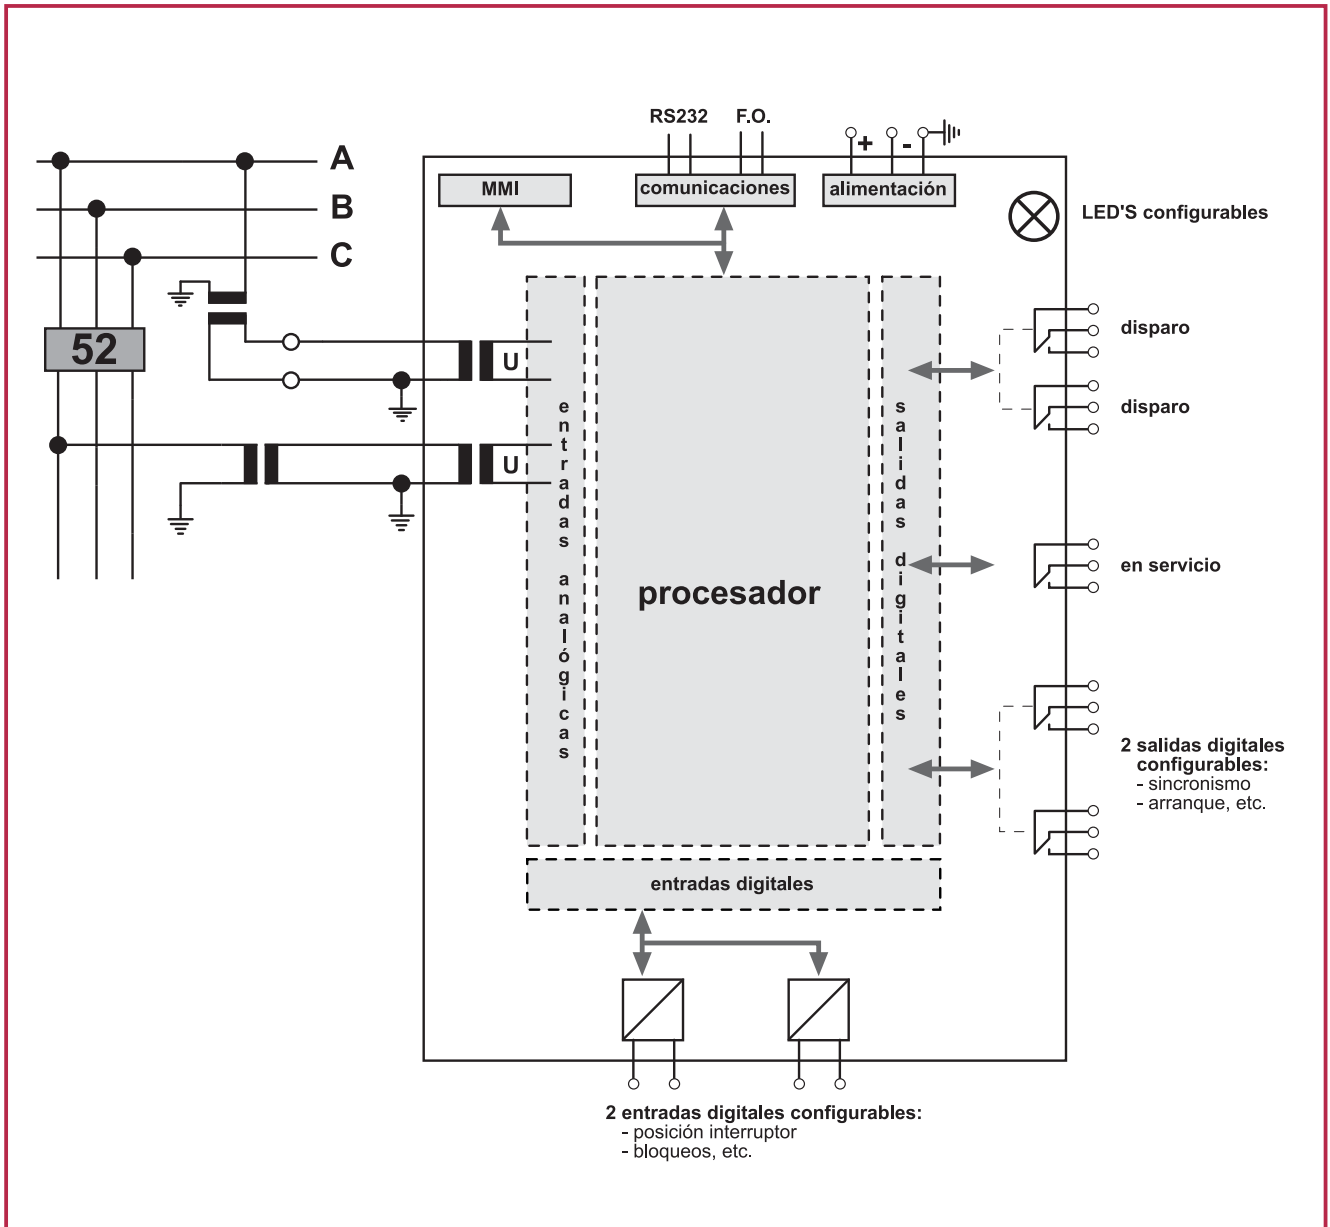 RS232 F.O.
+ -
A
B
C
MMI
comunicaciones
alimentación
LED'S configurables
52
U
U
entradas analógicas
procesador
salidas digitales
disparo
disparo
en servicio
2 salidas digitales
configurables:
- sincronismo
- arranque, etc.
entradas digitales
2 entradas digitales configurables:
- posición interruptor
- bloqueos, etc.